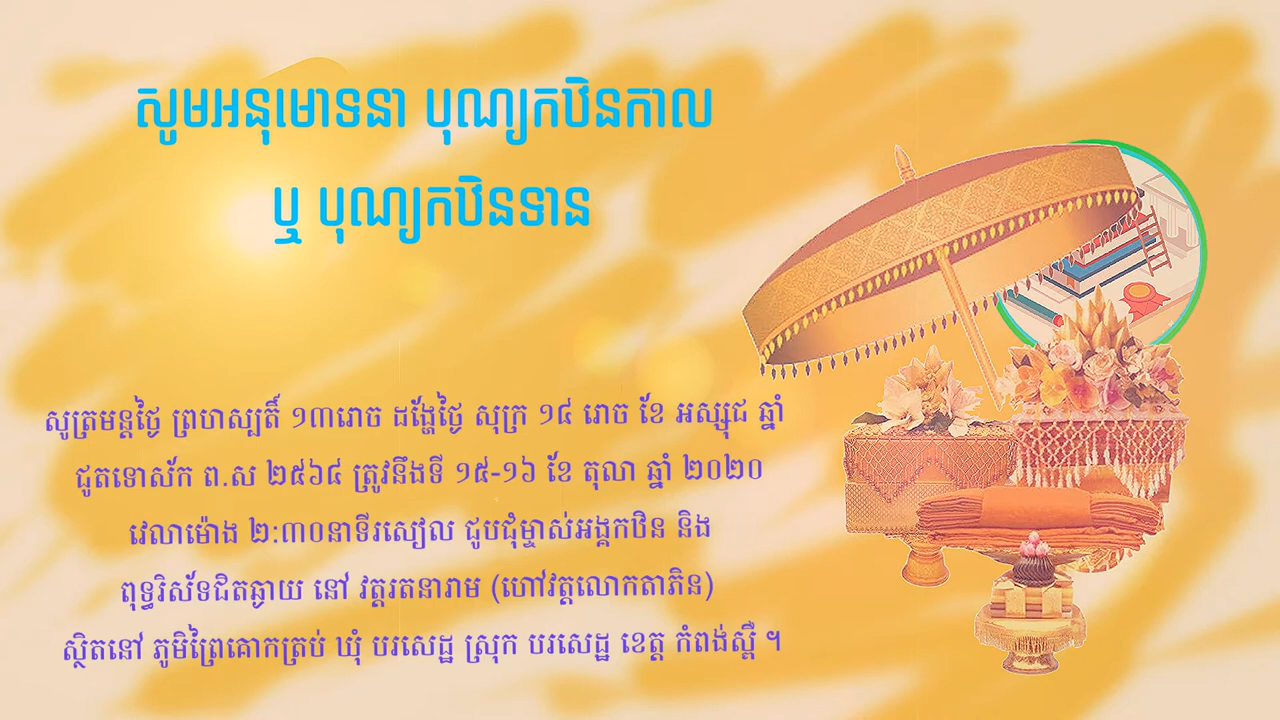 សូមអនុមោទនា បុណ្យកឋិនកាល
ឬ បុណ្យកឋិនទាន
សូត្រមន្តថ្ងៃ ព្រហស្បតិ៍ ១៣រោច ដង្ហែថ្ងៃ សុក្រ ១៤ រោច ខែ អស្សុជ ឆ្នាំ
ជូតទោស័ក ព.ស ២៥៦៤ ត្រូវនឹងទី ១៥-១៦ ខែ តុលា ឆ្នាំ ២០២០
វេលាម៉ោង ២:៣០នាទីរសៀល ជួបជុំម្ចាស់អង្គកឋិន និង
ពុទ្ធរិស័ទជិតឆ្ងាយ នៅ វត្តរតនារាម (ហៅវត្តលោកតាភិន)
ស្ថិតនៅ ភូមិព្រៃគោកត្រប់ ឃុំ បរសេដ្ឋ ស្រុក បរសេដ្ឋ ខេត្ត កំពង់ស្ពឺ ។